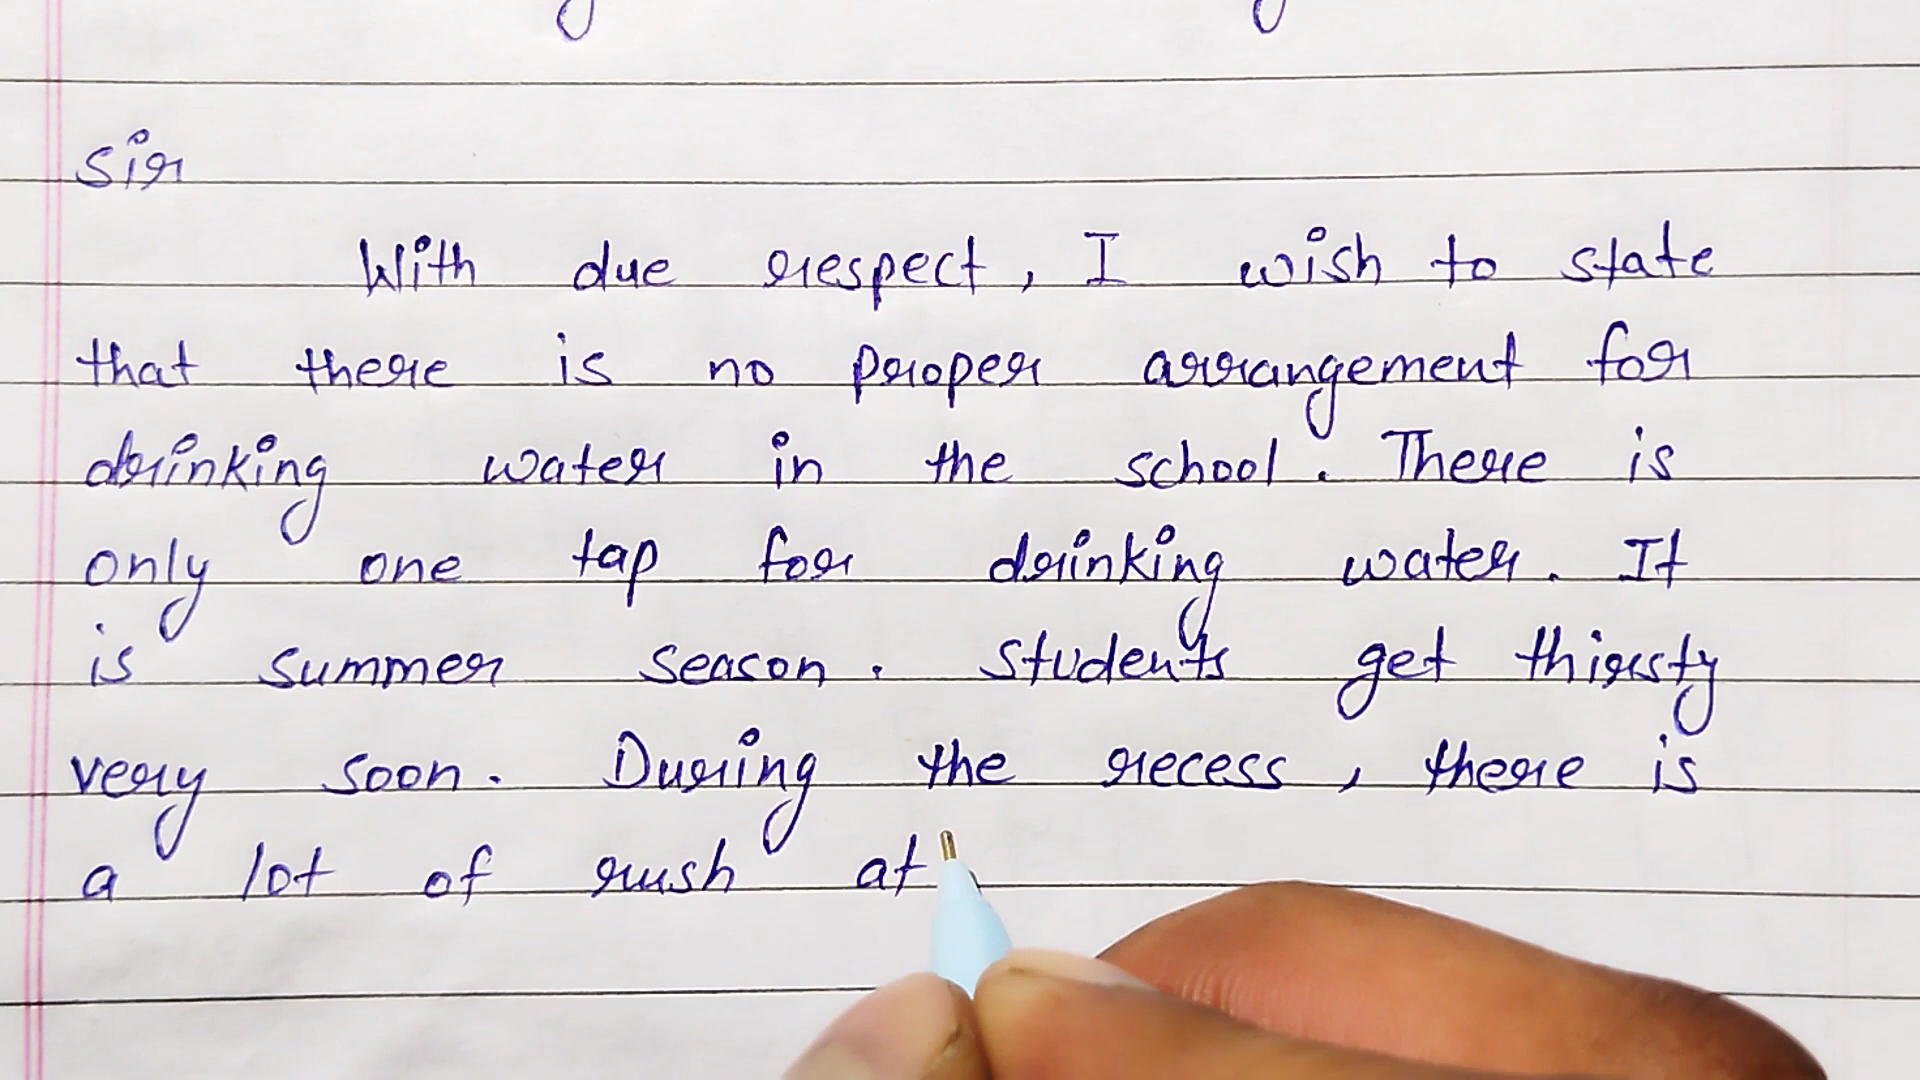 Sir
With due respect, I wish to state
that there is no proper arrangement for
drinking water in the school. There is
only one tap for drinking water. It
is summer season. Students get thirsty
very soon. During the recess, there is
a lot of rush at